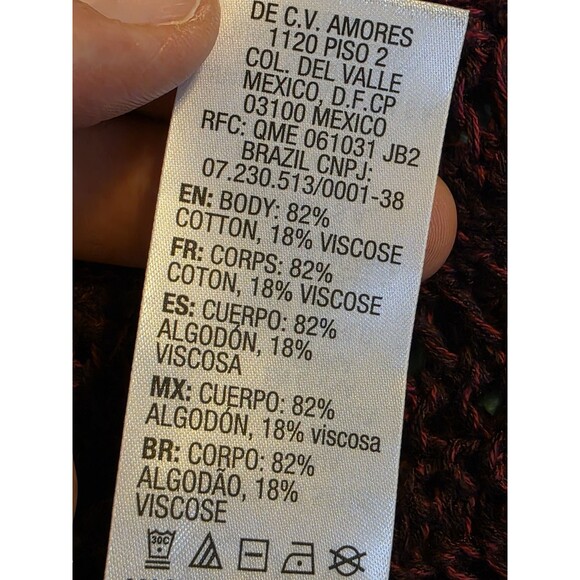 DE C.V. AMORES
1120 PISO 2
COL. DEL VALLE
MEXICO, D.F.CP
03100 MEXICO
RFC: QME 061031 JB2
BRAZIL CNPJ:
07.230.513/0001-38
EN: BODY: 82%
COTTON, 18% VISCOSE
FR: CORPS: 82%
COTON, 18% VISCOSE
ES: CUERPO: 82%
ALGODÓN, 18%
VISCOSA
MX: CUERPO: 82%
ALGODÓN, 18% viscosa
BR: CORPO: 82%
ALGODÃO, 18%
VISCOSE
30C